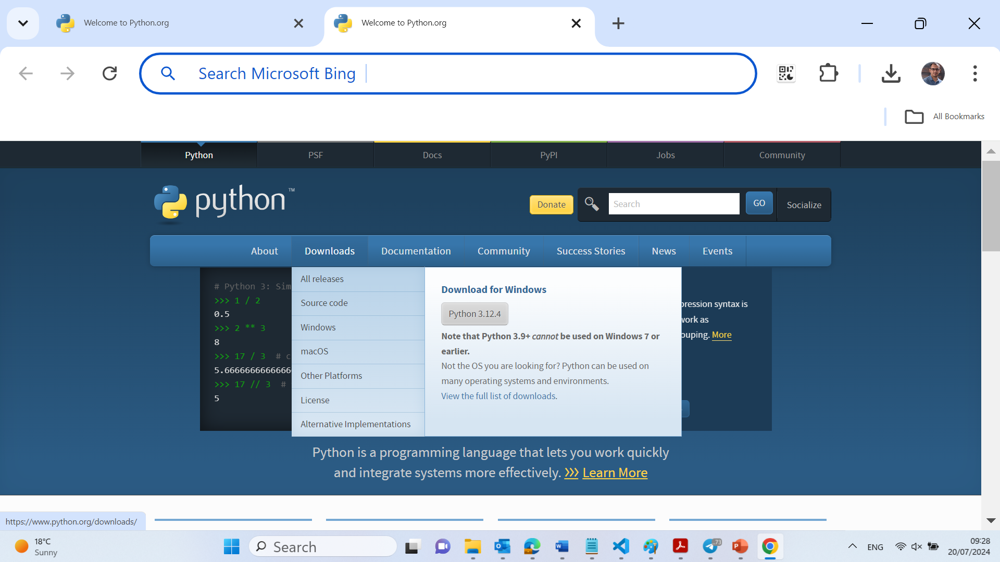 Welcome to Python.org
Welcome to Python.org
Search Microsoft Bing
All Bookmarks
Python
PSF
Docs
PyPI
Jobs
Community
python™
Donate
Search
GO
Socialize
About
Downloads
Documentation
Community
Success Stories
News
Events
# Python 3: Sim
>>> 1 / 2
0.5
>>> 2 ** 3
8
>>> 17 / 3 # c
5.6666666666666
>>> 17 // 3 #
5
All releases
Source code
Windows
macOS
Other Platforms
License
Alternative Implementations
Download for Windows
Python 3.12.4
Note that Python 3.9+ cannot be used on Windows 7 or
earlier.
Not the OS you are looking for? Python can be used on
many operating systems and environments.
View the full list of downloads.
pression syntax is
work as
ouping. More
Python is a programming language that lets you work quickly
and integrate systems more effectively. >>> Learn More
https://www.python.org/downloads/
18°C
Sunny
Search
73
ENG
09:28
20/07/2024